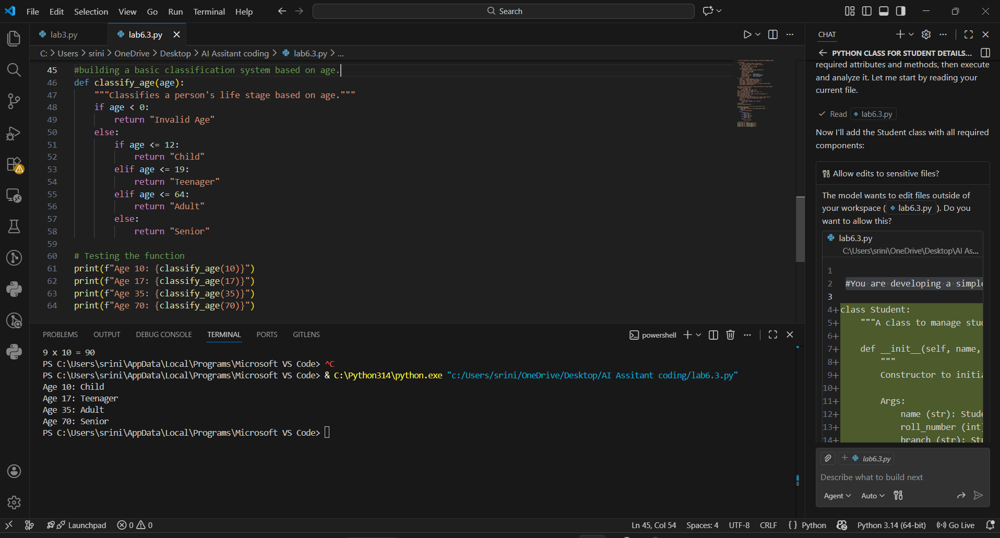 File Edit Selection View Go Run Terminal Help Search
lab3.py lab6.3.py
C: > Users > srini > OneDrive > Desktop > AI Assitant coding > lab6.3.py > ...
45 #building a basic classification system based on age.
46 def classify_age(age):
47 """Classifies a person's life stage based on age."""
48 if age < 0:
49 return "Invalid Age"
50 else:
51 if age <= 12:
52 return "Child"
53 elif age <= 19:
54 return "Teenager"
55 elif age <= 64:
56 return "Adult"
57 else:
58 return "Senior"
59
60 # Testing the function
61 print(f"Age 10: {classify_age(10)}")
62 print(f"Age 17: {classify_age(17)}")
63 print(f"Age 35: {classify_age(35)}")
64 print(f"Age 70: {classify_age(70)}")
PROBLEMS OUTPUT DEBUG CONSOLE TERMINAL PORTS GITLENS powershell
9 x 10 = 90
PS C:\Users\srini\AppData\Local\Programs\Microsoft VS Code> ^C
PS C:\Users\srini\AppData\Local\Programs\Microsoft VS Code> & C:\Python314\python.exe "c:/Users/srini/OneDrive/Desktop/AI Assitant coding/lab6.3.py"
Age 10: Child
Age 17: Teenager
Age 35: Adult
Age 70: Senior
PS C:\Users\srini\AppData\Local\Programs\Microsoft VS Code>
CHAT
PYTHON CLASS FOR STUDENT DETAILS...
required attributes and methods, then execute
and analyze it. Let me start by reading your
current file.
Read lab6.3.py
Now I'll add the Student class with all required
components:
Allow edits to sensitive files?
The model wants to edit files outside of
your workspace ( lab6.3.py ). Do you
want to allow this?
lab6.3.py
C:\Users\srini\OneDrive\Desktop\AI As...
1
2 #You are developing a simple
3
4+ class Student:
5+ """A class to manage stu
6+
7+ def __init__(self, name,
8+ """
9+ Constructor to initia
10+
11+ Args:
12+ name (str): Stude
13+ roll_number (int)
14+ branch (str): Stu
lab6.3.py
Describe what to build next
Agent Auto
Launchpad 0 0 Ln 45, Col 54 Spaces: 4 UTF-8 CRLF {} Python Python 3.14 (64-bit) Go Live